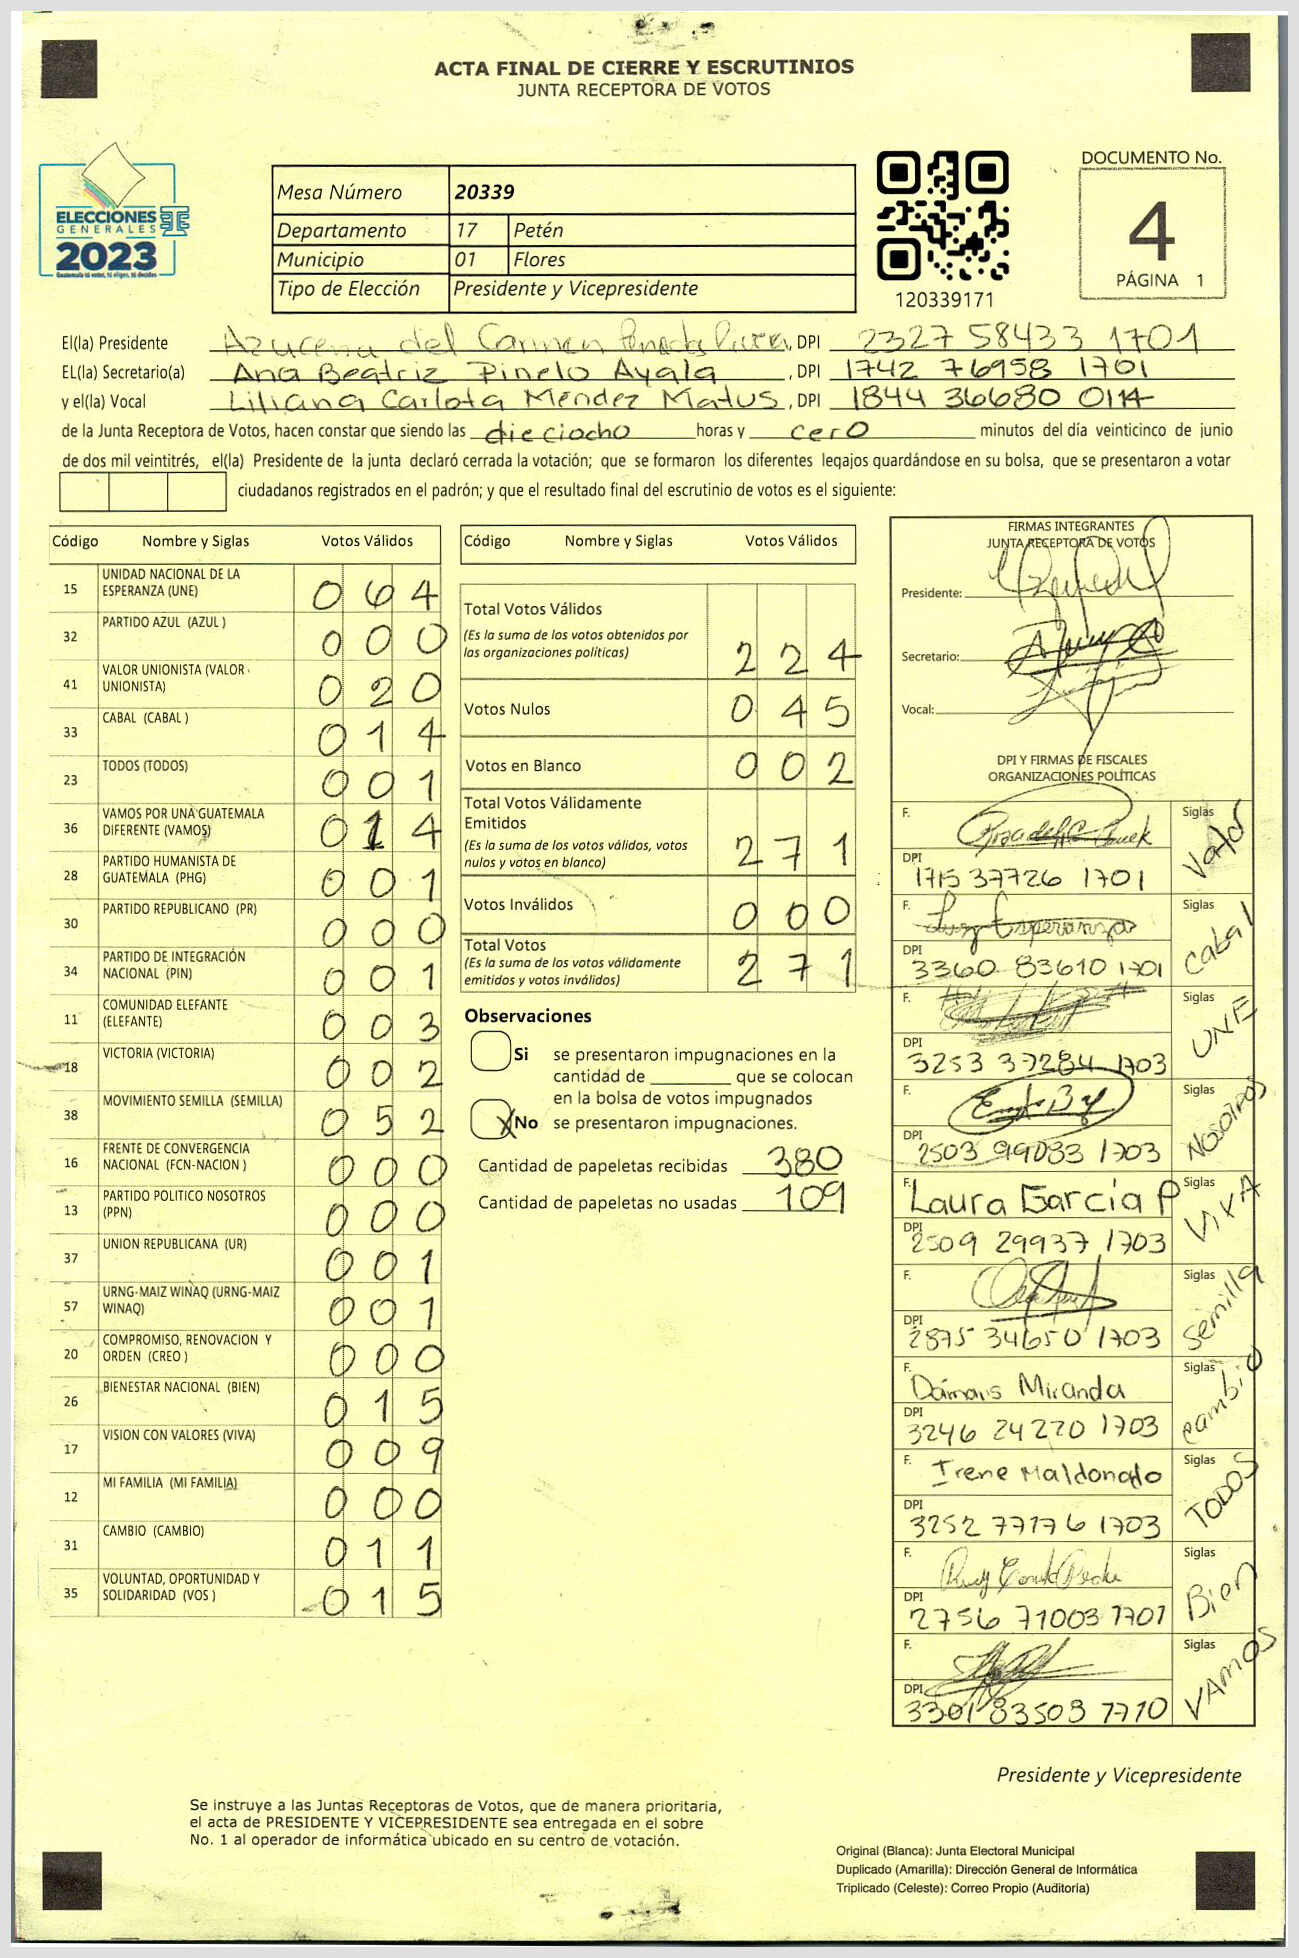 ACTA FINAL DE CIERRE Y ESCRUTINIOS
JUNTA RECEPTORA DE VOTOS
ELECCIONES
GENERALES
2023
Guatemala tú votas, tú eliges, tú decides
Mesa Número 20339
Departamento 17 Petén
Municipio 01 Flores
Tipo de Elección Presidente y Vicepresidente
120339171
DOCUMENTO No.
4
PÁGINA 1
El(la) Presidente Azucena del Carmen , DPI 2327 58433 1701
EL(la) Secretario(a) Ana Beatriz Pinelo Ayala , DPI 1742 76958 1701
y el(la) Vocal Liliana Carlota Méndez Matus , DPI 1844 36680 0114
de la Junta Receptora de Votos, hacen constar que siendo las dieciocho horas y cero minutos del día veinticinco de junio
de dos mil veintitrés, el(la) Presidente de la junta declaró cerrada la votación; que se formaron los diferentes legajos guardándose en su bolsa, que se presentaron a votar
ciudadanos registrados en el padrón; y que el resultado final del escrutinio de votos es el siguiente:
Código Nombre y Siglas Votos Válidos
15 UNIDAD NACIONAL DE LA ESPERANZA (UNE) 0 6 4
32 PARTIDO AZUL (AZUL ) 0 0 0
41 VALOR UNIONISTA (VALOR UNIONISTA) 0 2 0
33 CABAL (CABAL ) 0 1 4
23 TODOS (TODOS) 0 0 1
36 VAMOS POR UNA GUATEMALA DIFERENTE (VAMOS) 0 1 4
28 PARTIDO HUMANISTA DE GUATEMALA (PHG) 0 0 1
30 PARTIDO REPUBLICANO (PR) 0 0 0
34 PARTIDO DE INTEGRACIÓN NACIONAL (PIN) 0 0 1
11 COMUNIDAD ELEFANTE (ELEFANTE) 0 0 3
18 VICTORIA (VICTORIA) 0 0 2
38 MOVIMIENTO SEMILLA (SEMILLA) 0 5 2
16 FRENTE DE CONVERGENCIA NACIONAL (FCN-NACION ) 0 0 0
13 PARTIDO POLITICO NOSOTROS (PPN) 0 0 0
37 UNION REPUBLICANA (UR) 0 0 1
57 URNG-MAIZ WINAQ (URNG-MAIZ WINAQ) 0 0 1
20 COMPROMISO, RENOVACION Y ORDEN (CREO ) 0 0 0
26 BIENESTAR NACIONAL (BIEN) 0 1 5
17 VISION CON VALORES (VIVA) 0 0 9
12 MI FAMILIA (MI FAMILIA) 0 0 0
31 CAMBIO (CAMBIO) 0 1 1
35 VOLUNTAD, OPORTUNIDAD Y SOLIDARIDAD (VOS ) 0 1 5
Código Nombre y Siglas Votos Válidos
Total Votos Válidos
(Es la suma de los votos obtenidos por
las organizaciones políticas) 2 2 4
Votos Nulos 0 4 5
Votos en Blanco 0 0 2
Total Votos Válidamente
Emitidos
(Es la suma de los votos válidos, votos
nulos y votos en blanco) 2 7 1
Votos Inválidos 0 0 0
Total Votos
(Es la suma de los votos válidamente
emitidos y votos inválidos) 2 7 1
Observaciones
Si se presentaron impugnaciones en la
cantidad de ________ que se colocan
en la bolsa de votos impugnados
X No se presentaron impugnaciones.
Cantidad de papeletas recibidas 380
Cantidad de papeletas no usadas 109
FIRMAS INTEGRANTES
JUNTA RECEPTORA DE VOTOS
Presidente:
Secretario:
Vocal:
DPI Y FIRMAS DE FISCALES
ORGANIZACIONES POLÍTICAS
F. Siglas Valor
DPI 1715 37726 1701
F. Luz Esperanza Siglas Cabal
DPI 3360 83610 1701
F. Siglas UNE
DPI 3253 37284 1703
F. Siglas NOSOTROS
DPI 2503 99083 1703
F. Laura García P Siglas VIVA
DPI 2509 29937 1703
F. Siglas Semilla
DPI 2875 34650 1703
F. Dámaris Miranda Siglas cambio
DPI 3246 24220 1703
F. Irene Maldonado Siglas TODOS
DPI 3252 77176 1703
F. Siglas Bien
DPI 2756 71003 1701
F. Siglas VAMOS
DPI 3301 83503 1710
Presidente y Vicepresidente
Se instruye a las Juntas Receptoras de Votos, que de manera prioritaria,
el acta de PRESIDENTE Y VICEPRESIDENTE sea entregada en el sobre
No. 1 al operador de informática ubicado en su centro de votación.
Original (Blanca): Junta Electoral Municipal
Duplicado (Amarilla): Dirección General de Informática
Triplicado (Celeste): Correo Propio (Auditoría)